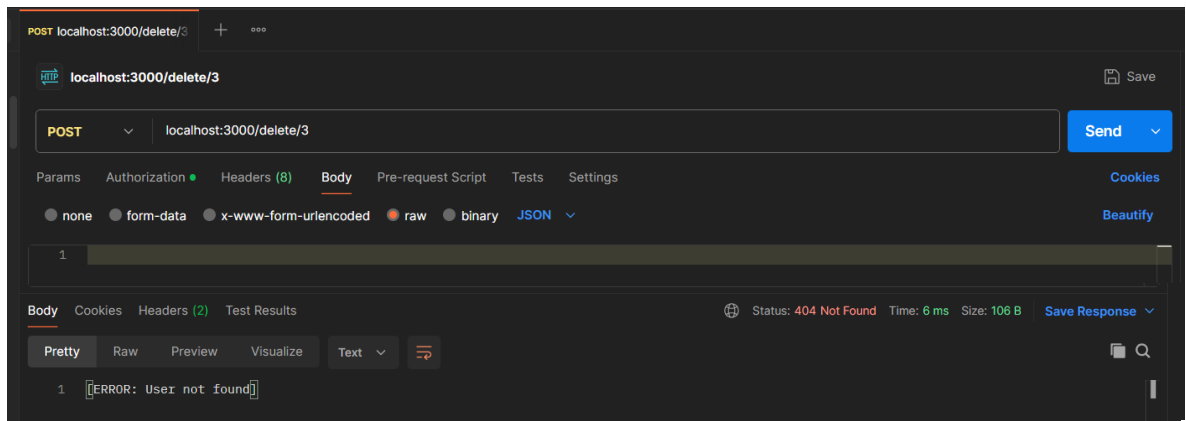 POST localhost:3000/delete/3
HTTP localhost:3000/delete/3 Save
POST localhost:3000/delete/3 Send
Params Authorization Headers (8) Body Pre-request Script Tests Settings Cookies
none form-data x-www-form-urlencoded raw binary JSON Beautify
1
Body Cookies Headers (2) Test Results Status: 404 Not Found Time: 6 ms Size: 106 B Save Response
Pretty Raw Preview Visualize Text
1 [ERROR: User not found]